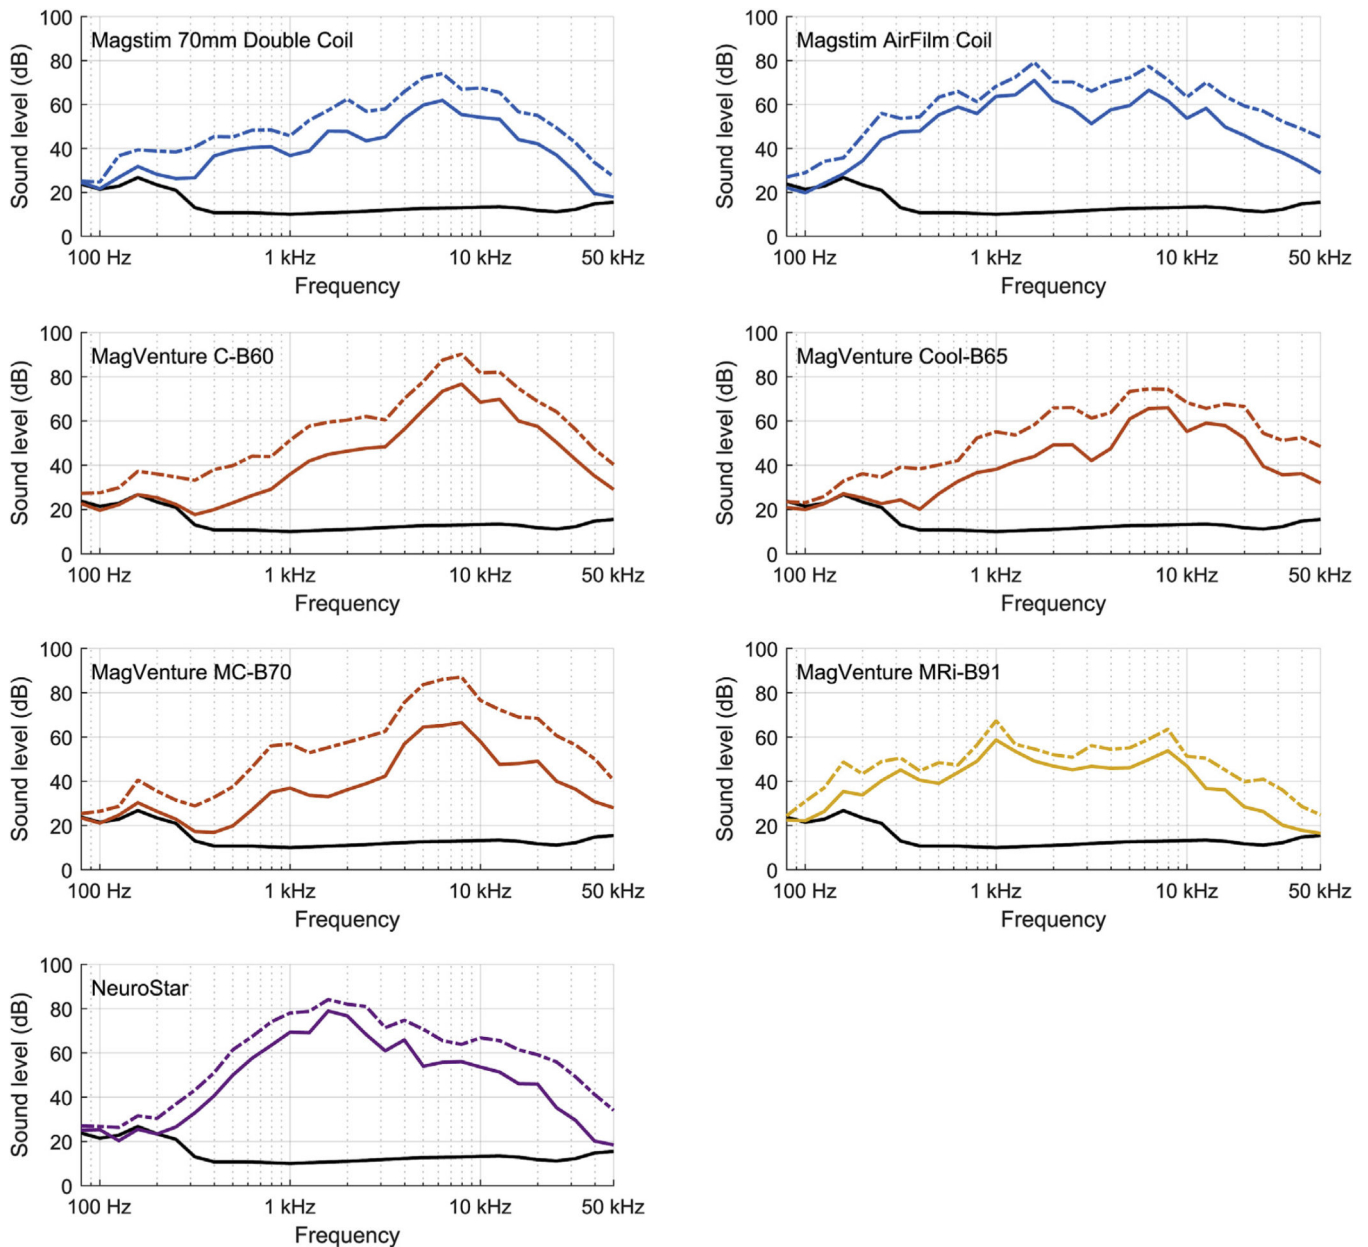 Magstim 70mm Double Coil
Sound level (dB)
100
80
60
40
20
0
100 Hz 1 kHz 10 kHz 50 kHz
Frequency
Magstim AirFilm Coil
Sound level (dB)
100
80
60
40
20
0
100 Hz 1 kHz 10 kHz 50 kHz
Frequency
MagVenture C-B60
Sound level (dB)
100
80
60
40
20
0
100 Hz 1 kHz 10 kHz 50 kHz
Frequency
MagVenture Cool-B65
Sound level (dB)
100
80
60
40
20
0
100 Hz 1 kHz 10 kHz 50 kHz
Frequency
MagVenture MC-B70
Sound level (dB)
100
80
60
40
20
0
100 Hz 1 kHz 10 kHz 50 kHz
Frequency
MagVenture MRi-B91
Sound level (dB)
100
80
60
40
20
0
100 Hz 1 kHz 10 kHz 50 kHz
Frequency
NeuroStar
Sound level (dB)
100
80
60
40
20
0
100 Hz 1 kHz 10 kHz 50 kHz
Frequency